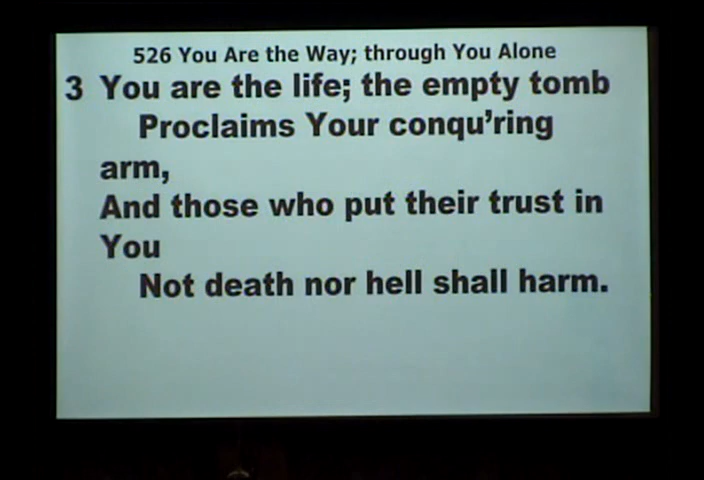 526 You Are the Way; through You Alone
3 You are the life; the empty tomb
Proclaims Your conqu’ring
arm,
And those who put their trust in
You
Not death nor hell shall harm.